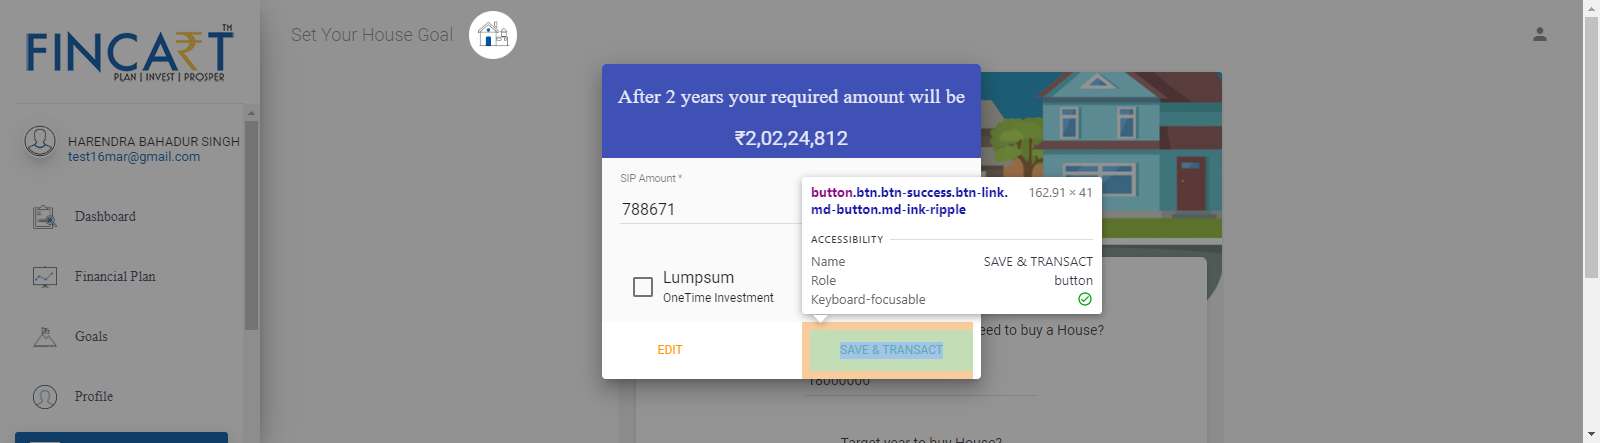 FINCART
TM
PLAN | INVEST | PROSPER
Set Your House Goal
HARENDRA BAHADUR SINGH
test16mar@gmail.com
Dashboard
Financial Plan
Goals
Profile
After 2 years your required amount will be
₹2,02,24,812
SIP Amount *
788671
Lumpsum
OneTime Investment
EDIT
SAVE & TRANSACT
button.btn.btn-success.btn-link.
md-button.md-ink-ripple
162.91 × 41
ACCESSIBILITY
Name
SAVE & TRANSACT
Role
button
Keyboard-focusable
eed to buy a House?
18000000
Target year to buy House?